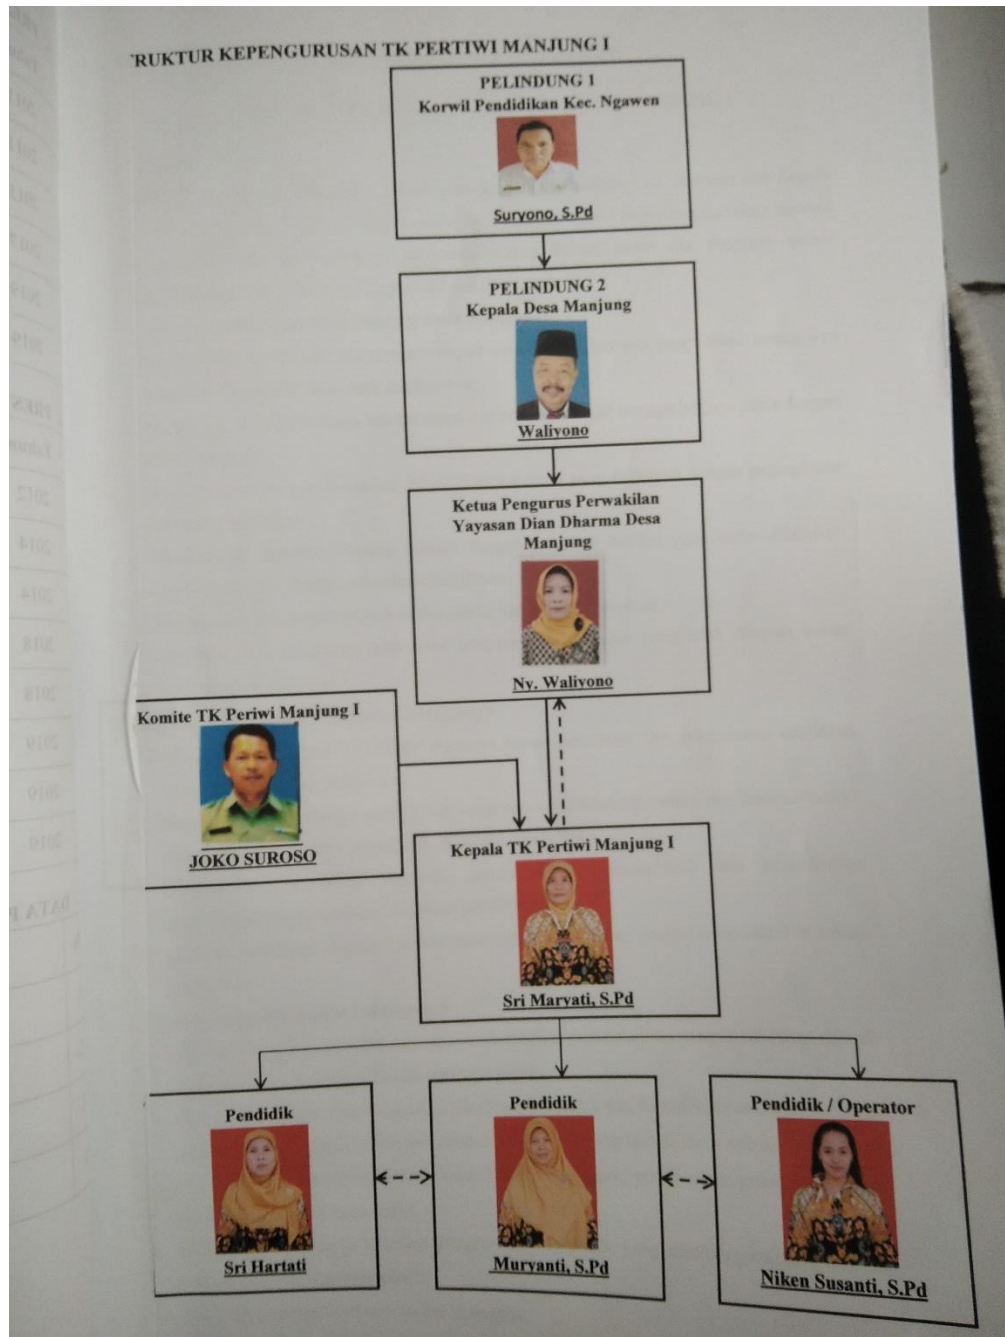 TRUKTUR KEPENGURUSAN TK PERTIWI MANJUNG I
PELINDUNG 1
Korwil Pendidikan Kec. Ngawen
Suryono, S.Pd
PELINDUNG 2
Kepala Desa Manjung
Waliyono
Ketua Pengurus Perwakilan
Yayasan Dian Dharma Desa
Manjung
Ny. Waliyono
Komite TK Periwi Manjung I
JOKO SUROSO
Kepala TK Pertiwi Manjung I
Sri Maryati, S.Pd
Pendidik
Sri Hartati
Pendidik
Muryanti, S.Pd
Pendidik / Operator
Niken Susanti, S.Pd